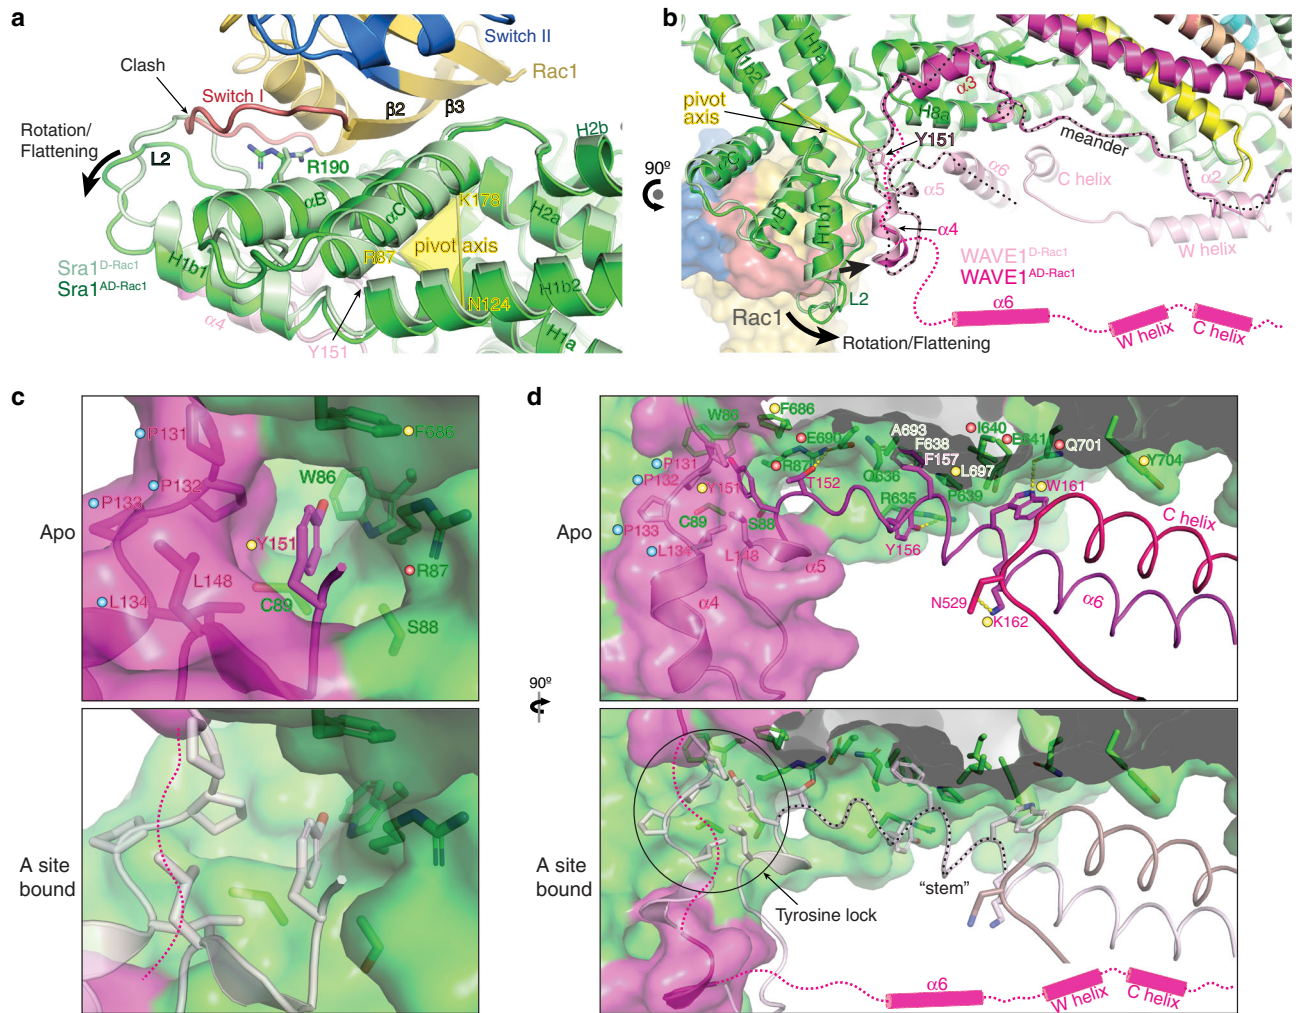 a
Switch II
Clash
Rac1
Switch I
β2
β3
Rotation/
Flattening
H2b
L2
R190
αB
αC
K178
H2a
R87
pivot axis
H1b1
Sra1D-Rac1
Sra1AD-Rac1
N124
H1b2
α4
Y151
H1a
b
H1b2
H1a
α3
pivot
axis
H8a
Y151
meander
90º
αC
α6
C helix
α5
α2
αB
H1b1
α4
W helix
WAVE1D-Rac1
WAVE1AD-Rac1
L2
α6
Rac1
W helix
C helix
Rotation/Flattening
c
P131
F686
W86
P132
P133
Apo
Y151
L148
R87
L134
C89
S88
90º
A site
bound
d
W86
F686
I640
E690
A693
E641
Q701
F638
P131
R87
F157
Y704
P132
T152
Q636
L697
Y151
P639
W161
R635
C89
S88
C helix
P133
Apo
Y156
L134
L148
α5
α4
N529
α6
K162
A site
bound
"stem"
Tyrosine lock
α6
W helix
C helix